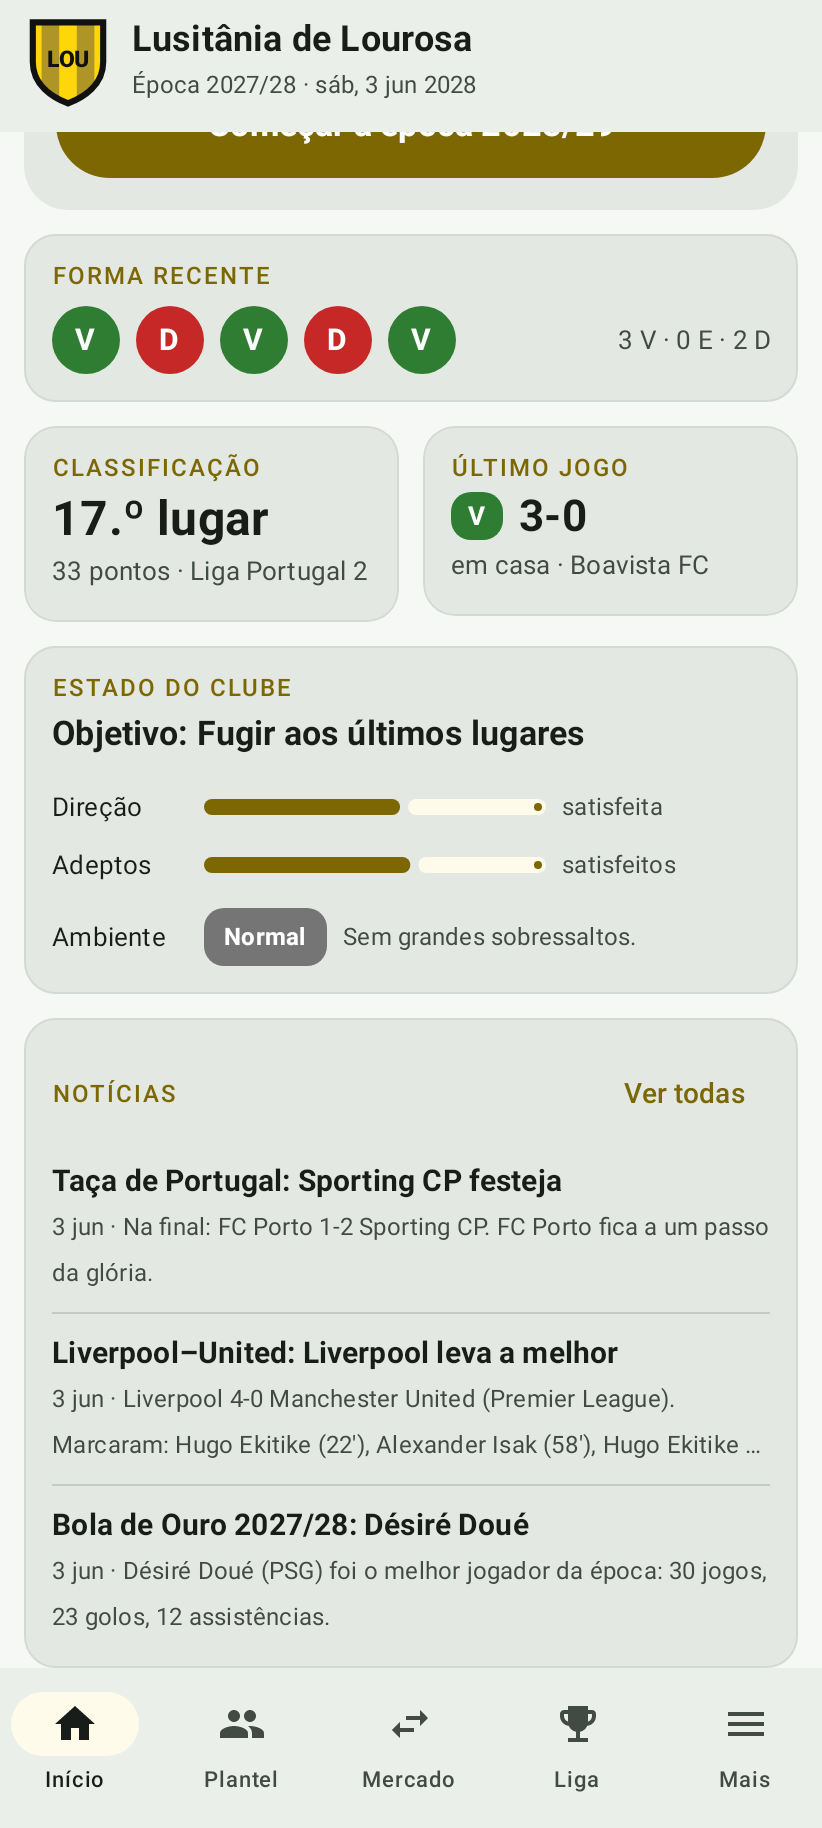 LOU
Lusitânia de Lourosa
Época 2027/28 · sáb, 3 jun 2028
Começar a época 2028/29
FORMA RECENTE
V D V D V
3 V · 0 E · 2 D
CLASSIFICAÇÃO
17.º lugar
33 pontos · Liga Portugal 2
ÚLTIMO JOGO
V 3-0
em casa · Boavista FC
ESTADO DO CLUBE
Objetivo: Fugir aos últimos lugares
Direção satisfeita
Adeptos satisfeitos
Ambiente Normal Sem grandes sobressaltos.
NOTÍCIAS Ver todas
Taça de Portugal: Sporting CP festeja
3 jun · Na final: FC Porto 1-2 Sporting CP. FC Porto fica a um passo
da glória.
Liverpool–United: Liverpool leva a melhor
3 jun · Liverpool 4-0 Manchester United (Premier League).
Marcaram: Hugo Ekitike (22'), Alexander Isak (58'), Hugo Ekitike ...
Bola de Ouro 2027/28: Désiré Doué
3 jun · Désiré Doué (PSG) foi o melhor jogador da época: 30 jogos,
23 golos, 12 assistências.
Início Plantel Mercado Liga Mais